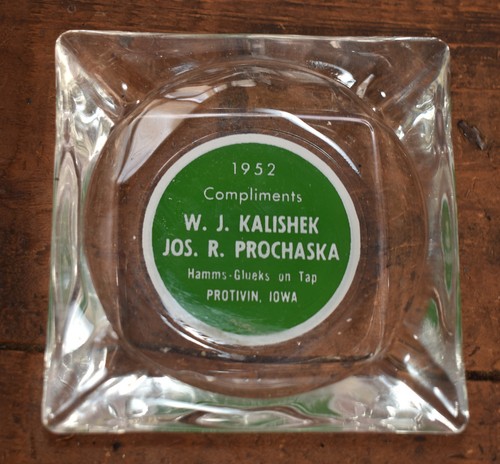 1952
Compliments
W. J. KALISHEK
JOS. R. PROCHASKA
Hamms-Glueks on Tap
PROTIVIN, IOWA